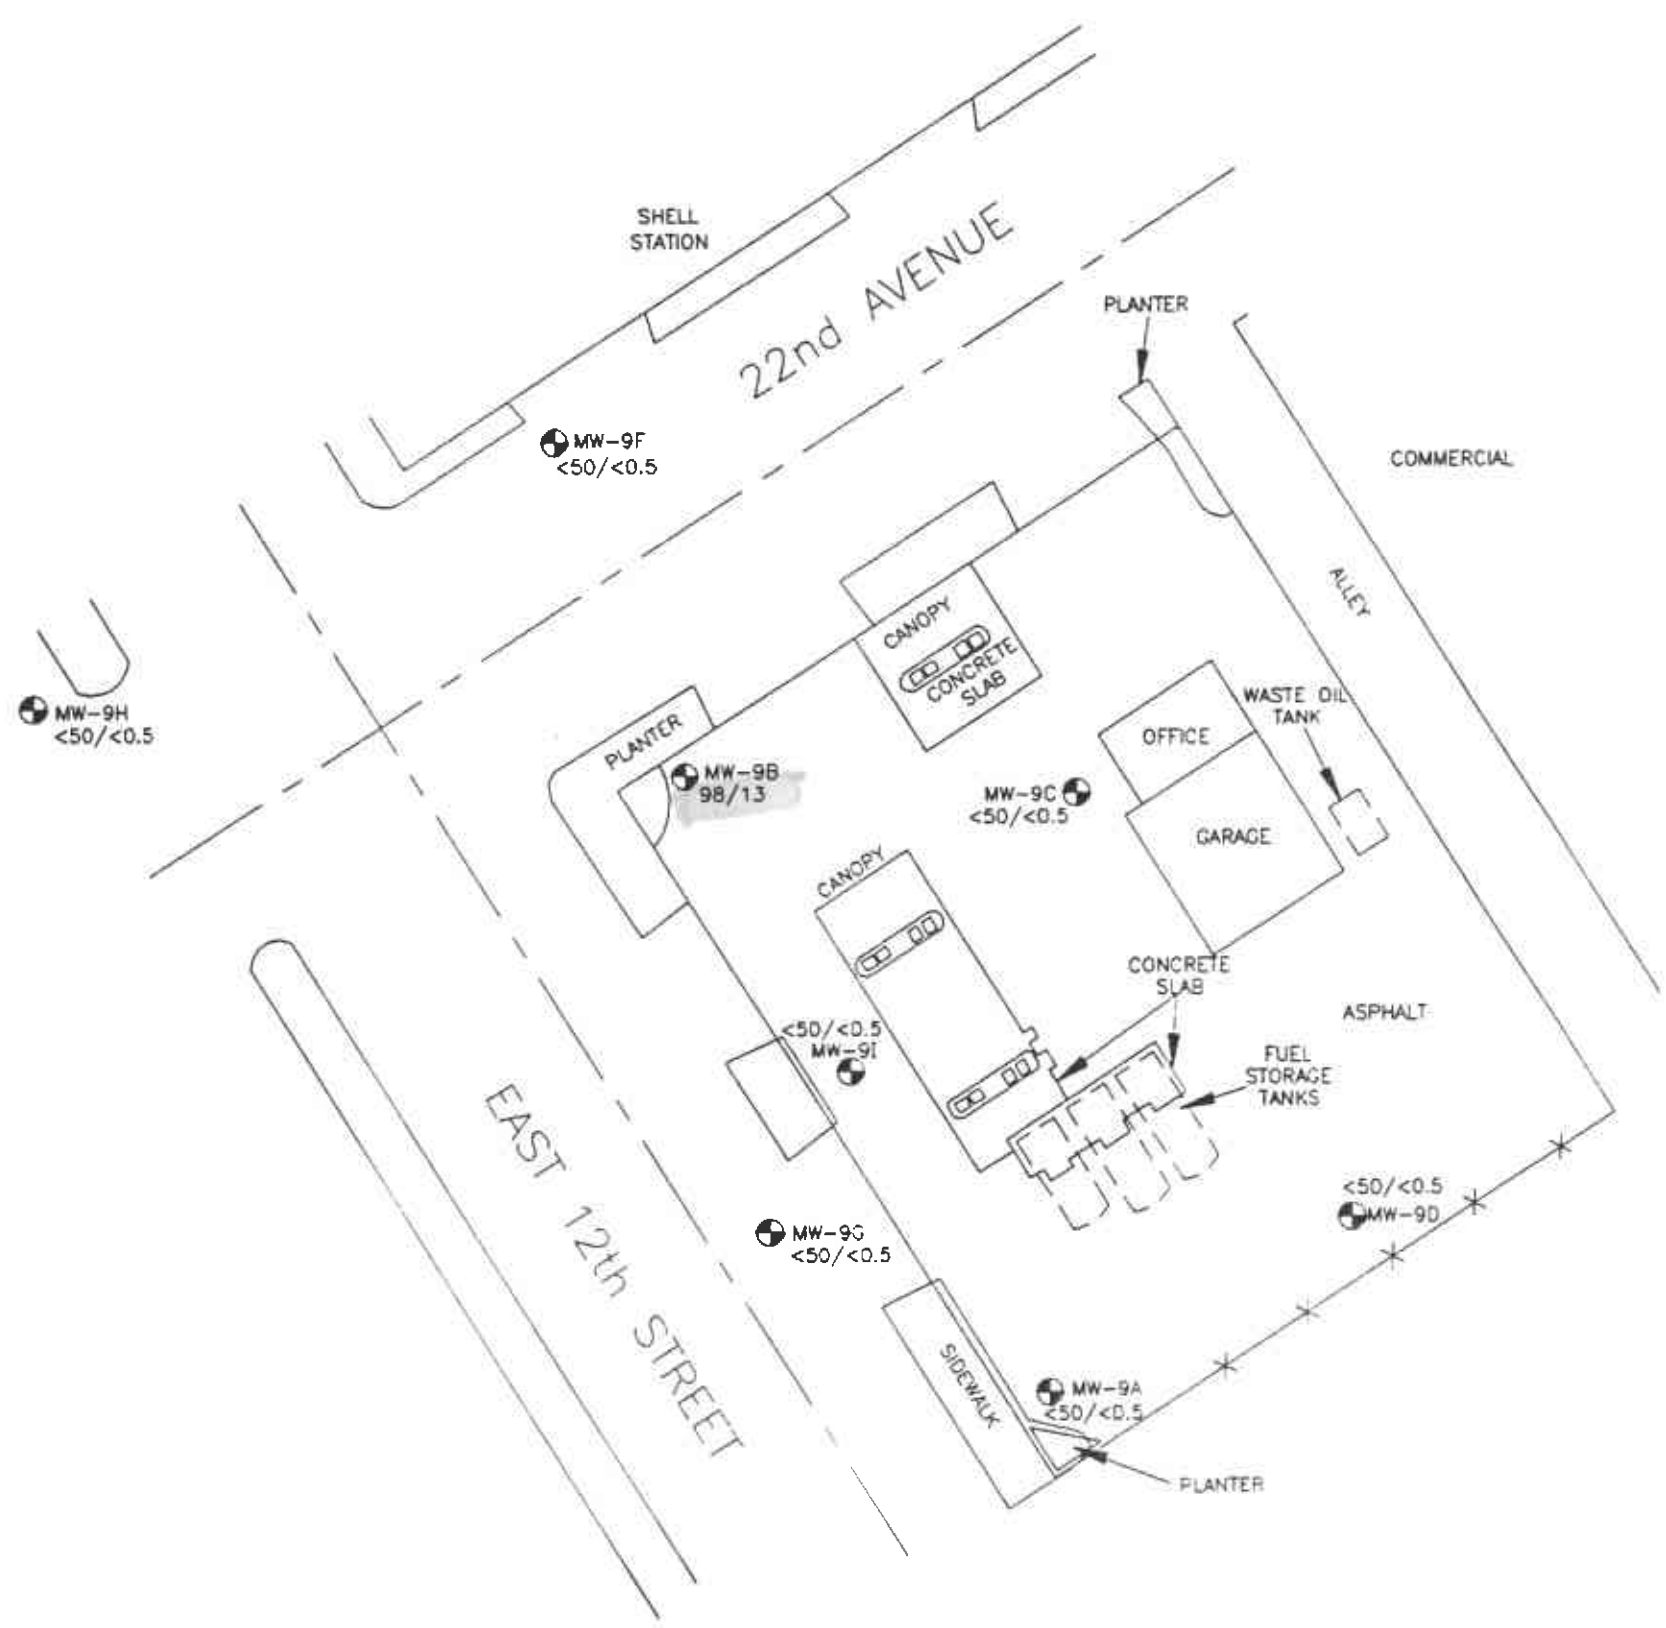 SHELL
STATION
22nd AVENUE
PLANTER
MW-9F
<50/<0.5
COMMERCIAL
ALLEY
CANOPY
CONCRETE
SLAB
MW-9H
<50/<0.5
PLANTER
WASTE OIL
TANK
OFFICE
MW-9B
98/13
MW-9C
<50/<0.5
GARAGE
CANOPY
CONCRETE
SLAB
ASPHALT
<50/<0.5
MW-9I
FUEL
STORAGE
TANKS
EAST 12th STREET
<50/<0.5
MW-9D
MW-9G
<50/<0.5
SIDEWALK
MW-9A
<50/<0.5
PLANTER